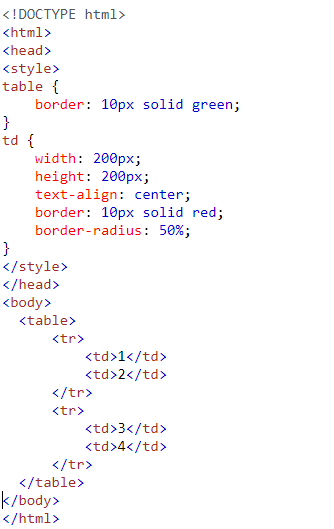 <!DOCTYPE html>
<html>
<head>
<style>
table {
    border: 10px solid green;
}
td {
    width: 200px;
    height: 200px;
    text-align: center;
    border: 10px solid red;
    border-radius: 50%;
}
</style>
</head>
<body>
  <table>
      <tr>
          <td>1</td>
          <td>2</td>
      </tr>
      <tr>
          <td>3</td>
          <td>4</td>
      </tr>
  </table>
</body>
</html>